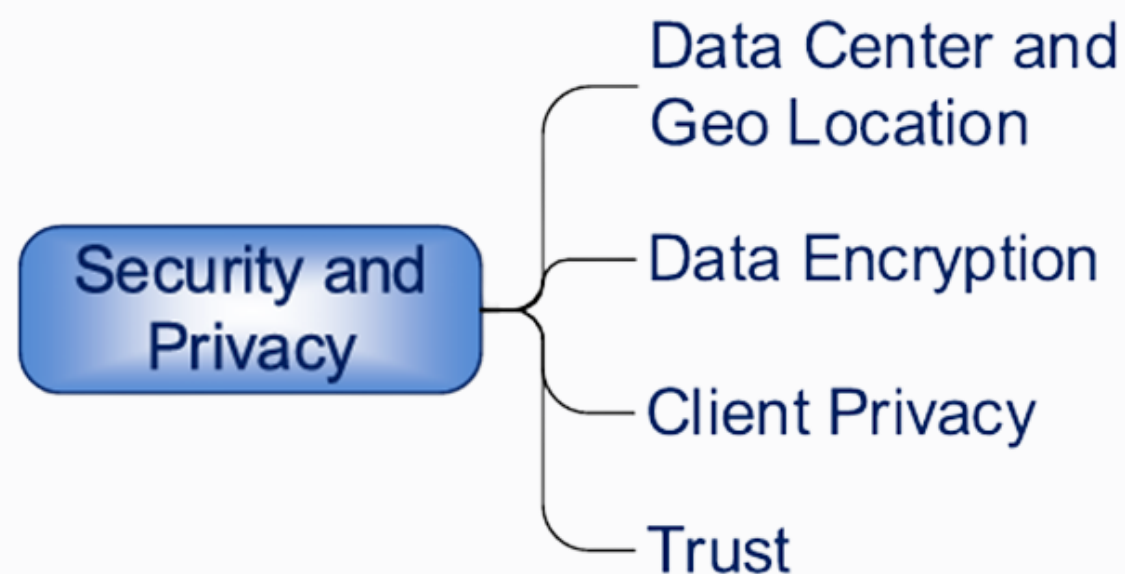 Data Center and
Geo Location
Security and
Privacy
Data Encryption
Client Privacy
Trust